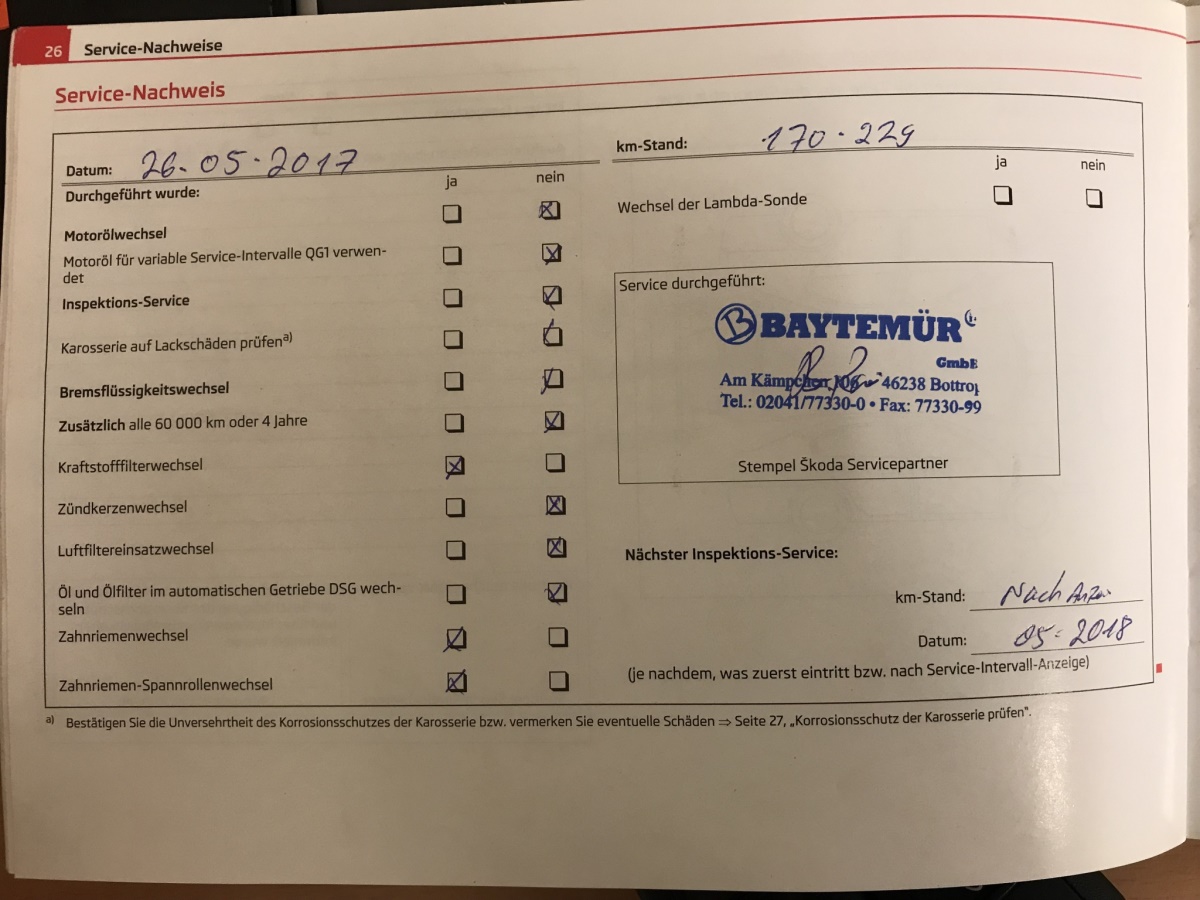 26 Service-Nachweise
Service-Nachweis
Datum: 26.05.2017
km-Stand: 170.229
Durchgeführt wurde:
ja nein
ja nein
Motorölwechsel
Wechsel der Lambda-Sonde
Motoröl für variable Service-Intervalle QG1 verwen-
det
Inspektions-Service
Karosserie auf Lackschäden prüfena)
Bremsflüssigkeitswechsel
Zusätzlich alle 60 000 km oder 4 Jahre
Kraftstofffilterwechsel
Zündkerzenwechsel
Luftfiltereinsatzwechsel
Öl und Ölfilter im automatischen Getriebe DSG wech-
seln
Zahnriemenwechsel
Zahnriemen-Spannrollenwechsel
Service durchgeführt:
B BAYTEMÜR
GmbH
Am Kämpchen 46238 Bottrop
Tel.: 02041/77330-0 • Fax: 77330-99
Stempel Škoda Servicepartner
Nächster Inspektions-Service:
km-Stand: Nach
Datum: 05-2018
(je nachdem, was zuerst eintritt bzw. nach Service-Intervall-Anzeige)
a) Bestätigen Sie die Unversehrtheit des Korrosionsschutzes der Karosserie bzw. vermerken Sie eventuelle Schäden ⇒ Seite 27, „Korrosionsschutz der Karosserie prüfen“.